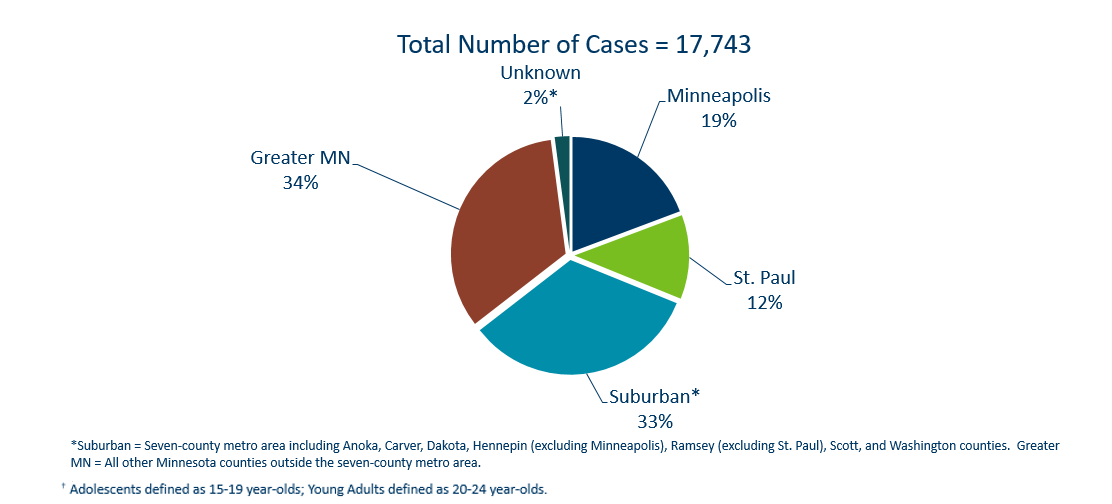 Total Number of Cases = 17,743
Unknown
2%*
Minneapolis
19%
Greater MN
34%
St. Paul
12%
Suburban*
33%
*Suburban = Seven-county metro area including Anoka, Carver, Dakota, Hennepin (excluding Minneapolis), Ramsey (excluding St. Paul), Scott, and Washington counties.  Greater
MN = All other Minnesota counties outside the seven-county metro area.
† Adolescents defined as 15-19 year-olds; Young Adults defined as 20-24 year-olds.